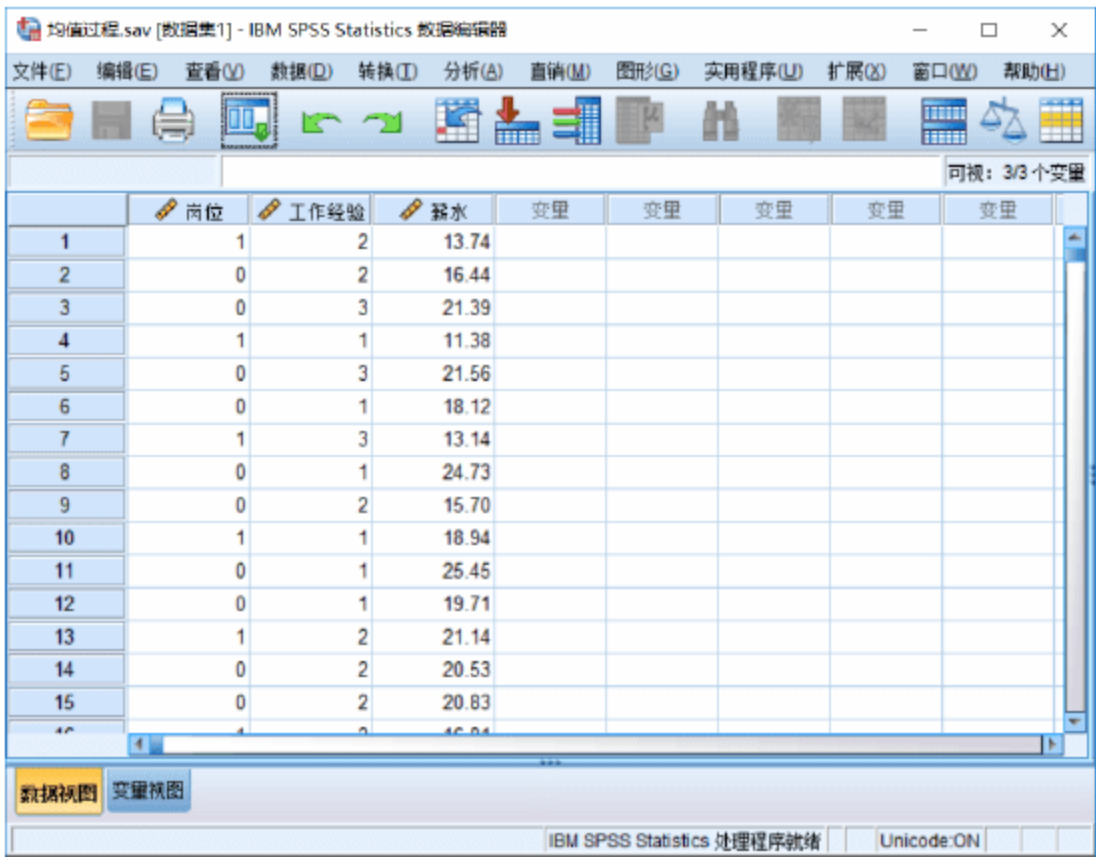 均值过程.sav [数据集1] - IBM SPSS Statistics 数据编辑器
文件(F) 编辑(E) 查看(V) 数据(D) 转换(T) 分析(A) 直销(M) 图形(G) 实用程序(U) 扩展(X) 窗口(W) 帮助(H)
可视：3/3 个变量
岗位 工作经验 薪水 变量 变量 变量 变量 变量
1 1 2 13.74
2 0 2 16.44
3 0 3 21.39
4 1 1 11.38
5 0 3 21.56
6 0 1 18.12
7 1 3 13.14
8 0 1 24.73
9 0 2 15.70
10 1 1 18.94
11 0 1 25.45
12 0 1 19.71
13 1 2 21.14
14 0 2 20.53
15 0 2 20.83
数据视图 变量视图
IBM SPSS Statistics 处理程序就绪 Unicode:ON